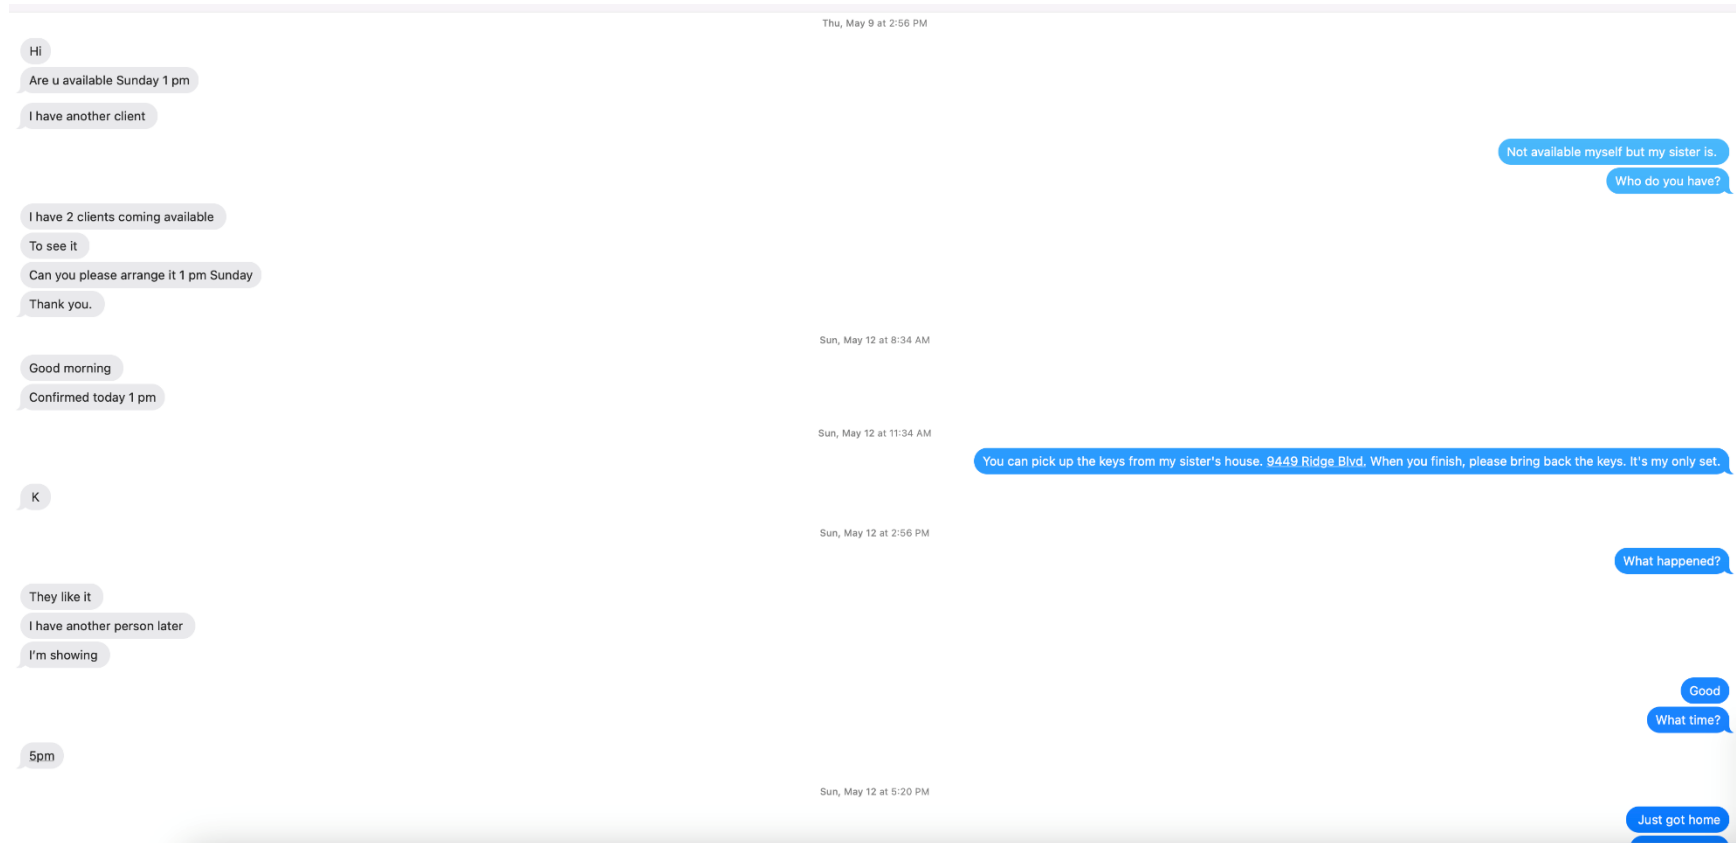 Thu, May 9 at 2:56 PM
Hi
Are u available Sunday 1 pm
I have another client
Not available myself but my sister is.
Who do you have?
I have 2 clients coming available
To see it
Can you please arrange it 1 pm Sunday
Thank you.
Sun, May 12 at 8:34 AM
Good morning
Confirmed today 1 pm
Sun, May 12 at 11:34 AM
You can pick up the keys from my sister's house. 9449 Ridge Blvd. When you finish, please bring back the keys. It's my only set.
K
Sun, May 12 at 2:56 PM
What happened?
They like it
I have another person later
I'm showing
Good
What time?
5pm
Sun, May 12 at 5:20 PM
Just got home